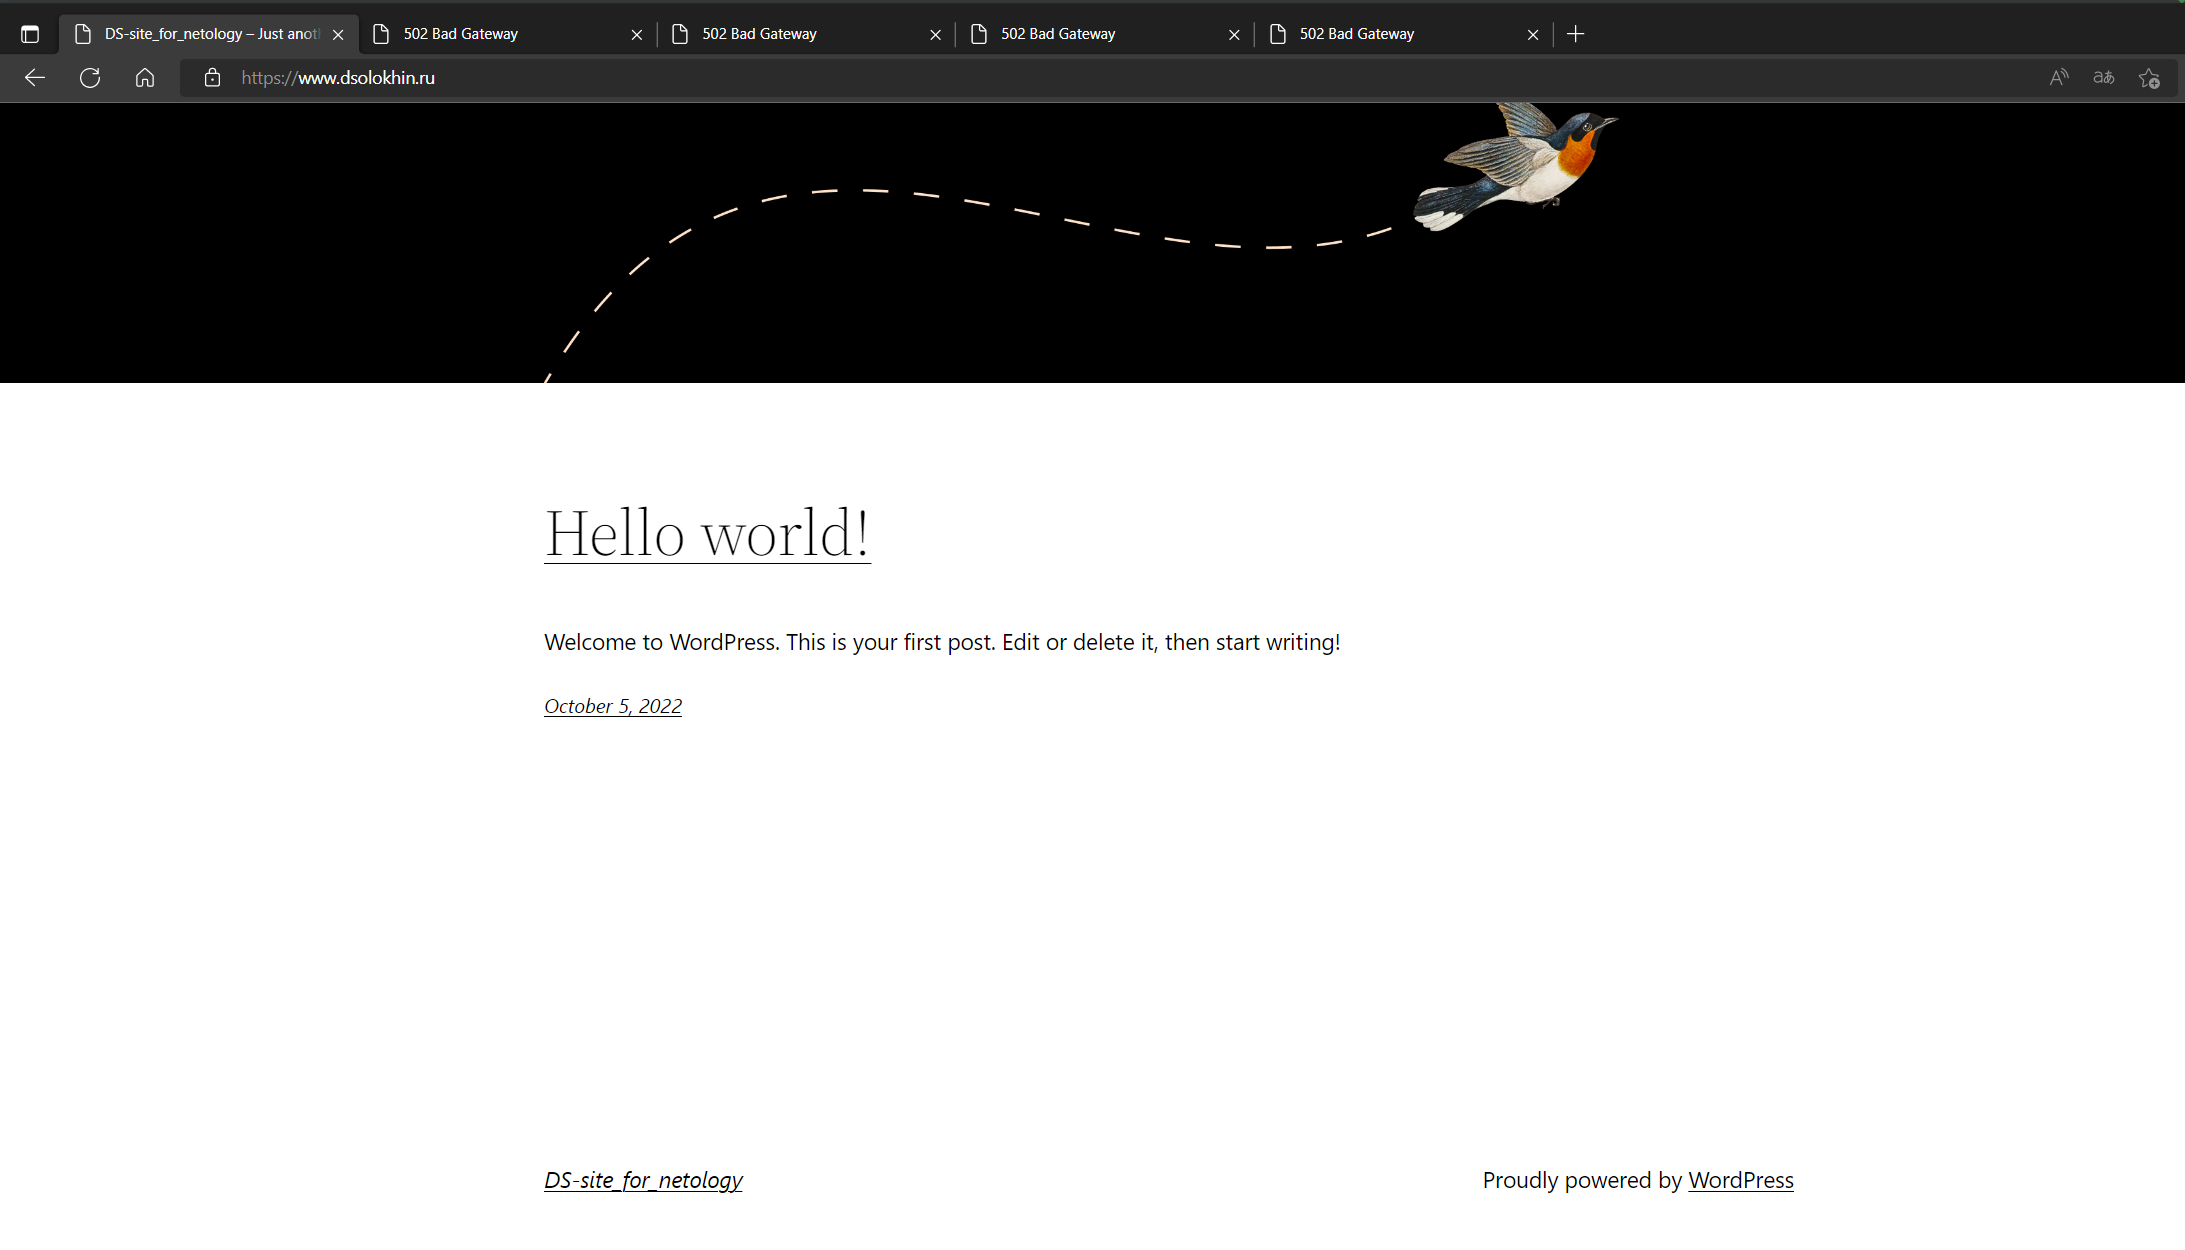 DS-site_for_netology – Just anot
502 Bad Gateway
502 Bad Gateway
502 Bad Gateway
502 Bad Gateway
https://www.dsolokhin.ru
Hello world!
Welcome to WordPress. This is your first post. Edit or delete it, then start writing!
October 5, 2022
DS-site_for_netology
Proudly powered by WordPress